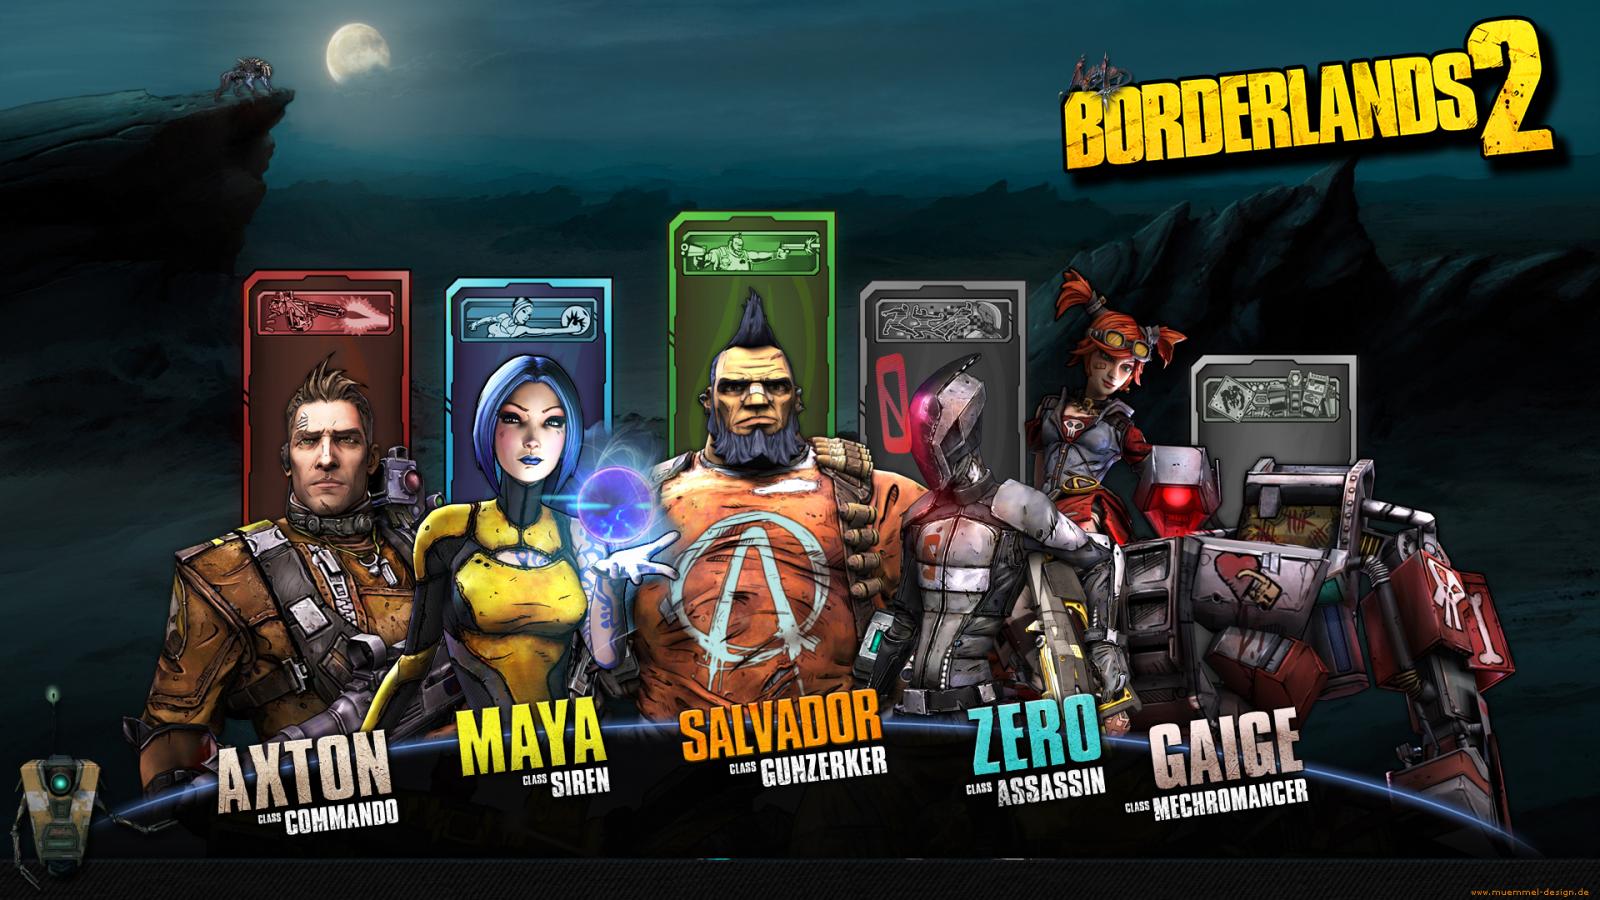 BORDERLANDS 2
AXTON
CLASS COMMANDO
MAYA
CLASS SIREN
SALVADOR
CLASS GUNZERKER
ZERO
CLASS ASSASSIN
GAIGE
CLASS MECHROMANCER
www.muemmel-design.de